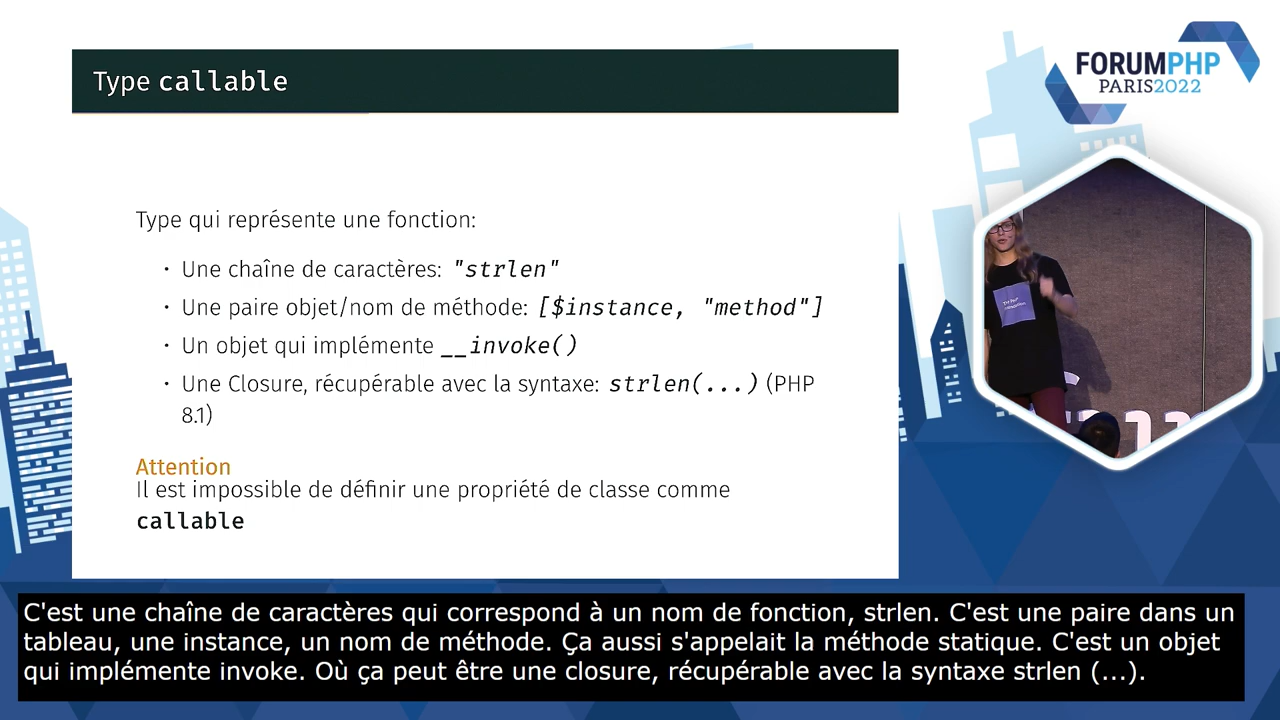 Type callable
FORUMPHP
PARIS2022
Type qui représente une fonction:
· Une chaîne de caractères: "strlen"
· Une paire objet/nom de méthode: [$instance, "method"]
· Un objet qui implémente __invoke()
· Une Closure, récupérable avec la syntaxe: strlen(...) (PHP
8.1)
Attention
Il est impossible de définir une propriété de classe comme
callable
C'est une chaîne de caractères qui correspond à un nom de fonction, strlen. C'est une paire dans un
tableau, une instance, un nom de méthode. Ça aussi s'appelait la méthode statique. C'est un objet
qui implémente invoke. Où ça peut être une closure, récupérable avec la syntaxe strlen (...).